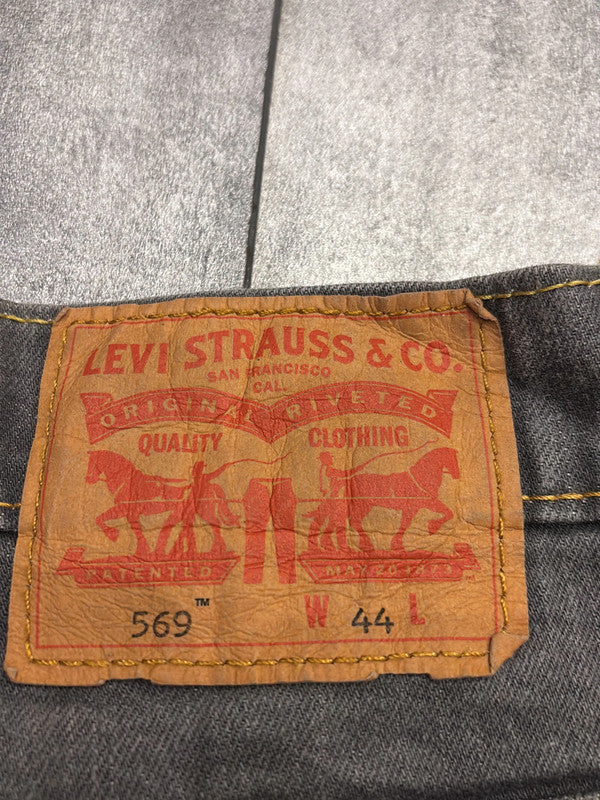 LEVI STRAUSS & CO.
SAN FRANCISCO
CAL.
ORIGINAL RIVETED
QUALITY CLOTHING
PATENTED MAY 20 1873
569™ W 44 L